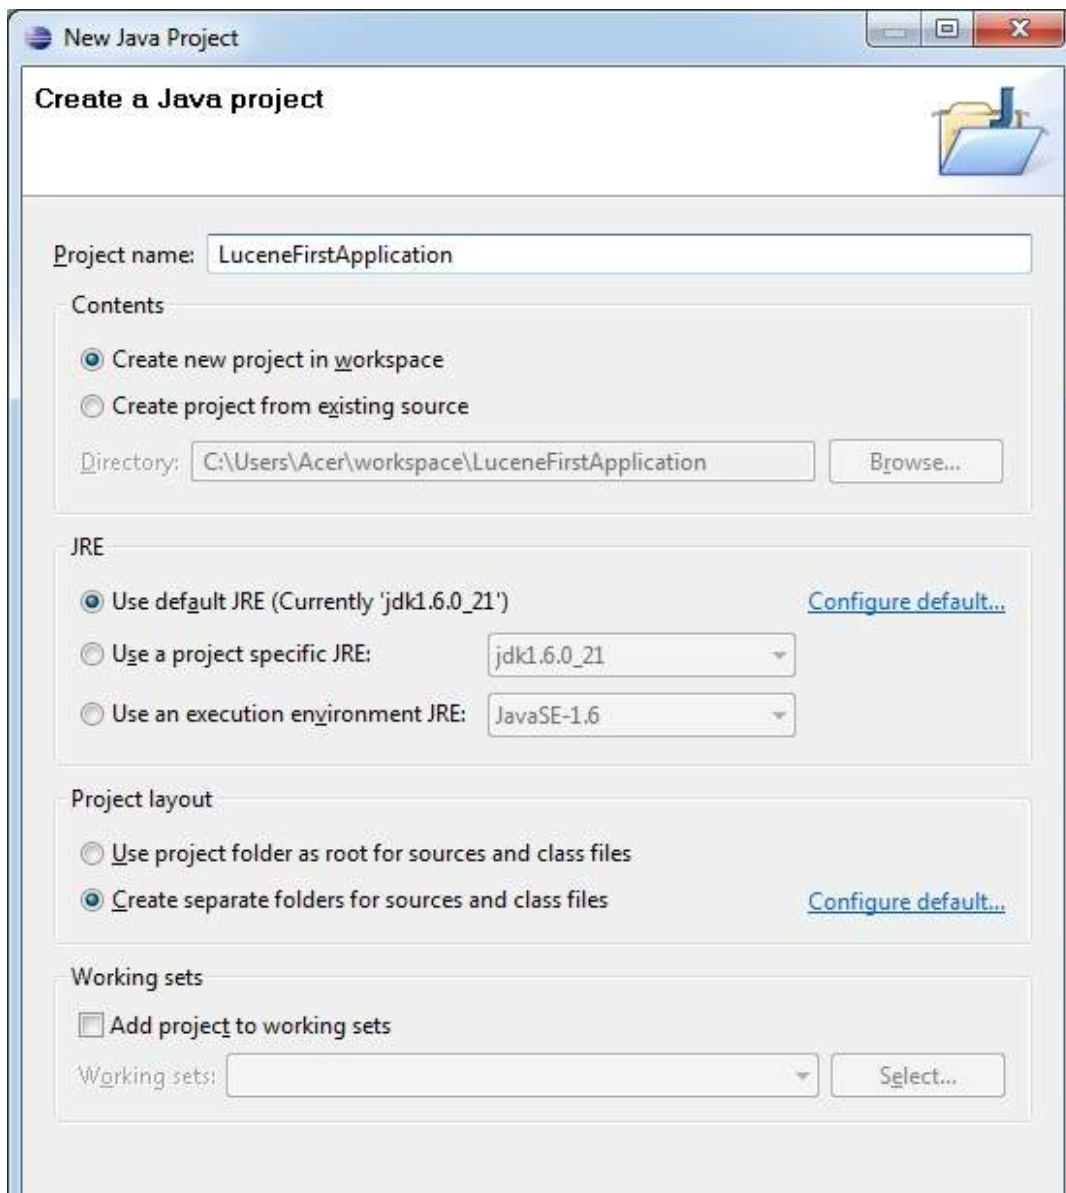 New Java Project
Create a Java project
Project name: LuceneFirstApplication
Contents
Create new project in workspace
Create project from existing source
Directory: C:\Users\Acer\workspace\LuceneFirstApplication Browse...
JRE
Use default JRE (Currently 'jdk1.6.0_21') Configure default...
Use a project specific JRE: jdk1.6.0_21
Use an execution environment JRE: JavaSE-1.6
Project layout
Use project folder as root for sources and class files
Create separate folders for sources and class files Configure default...
Working sets
Add project to working sets
Working sets: Select...